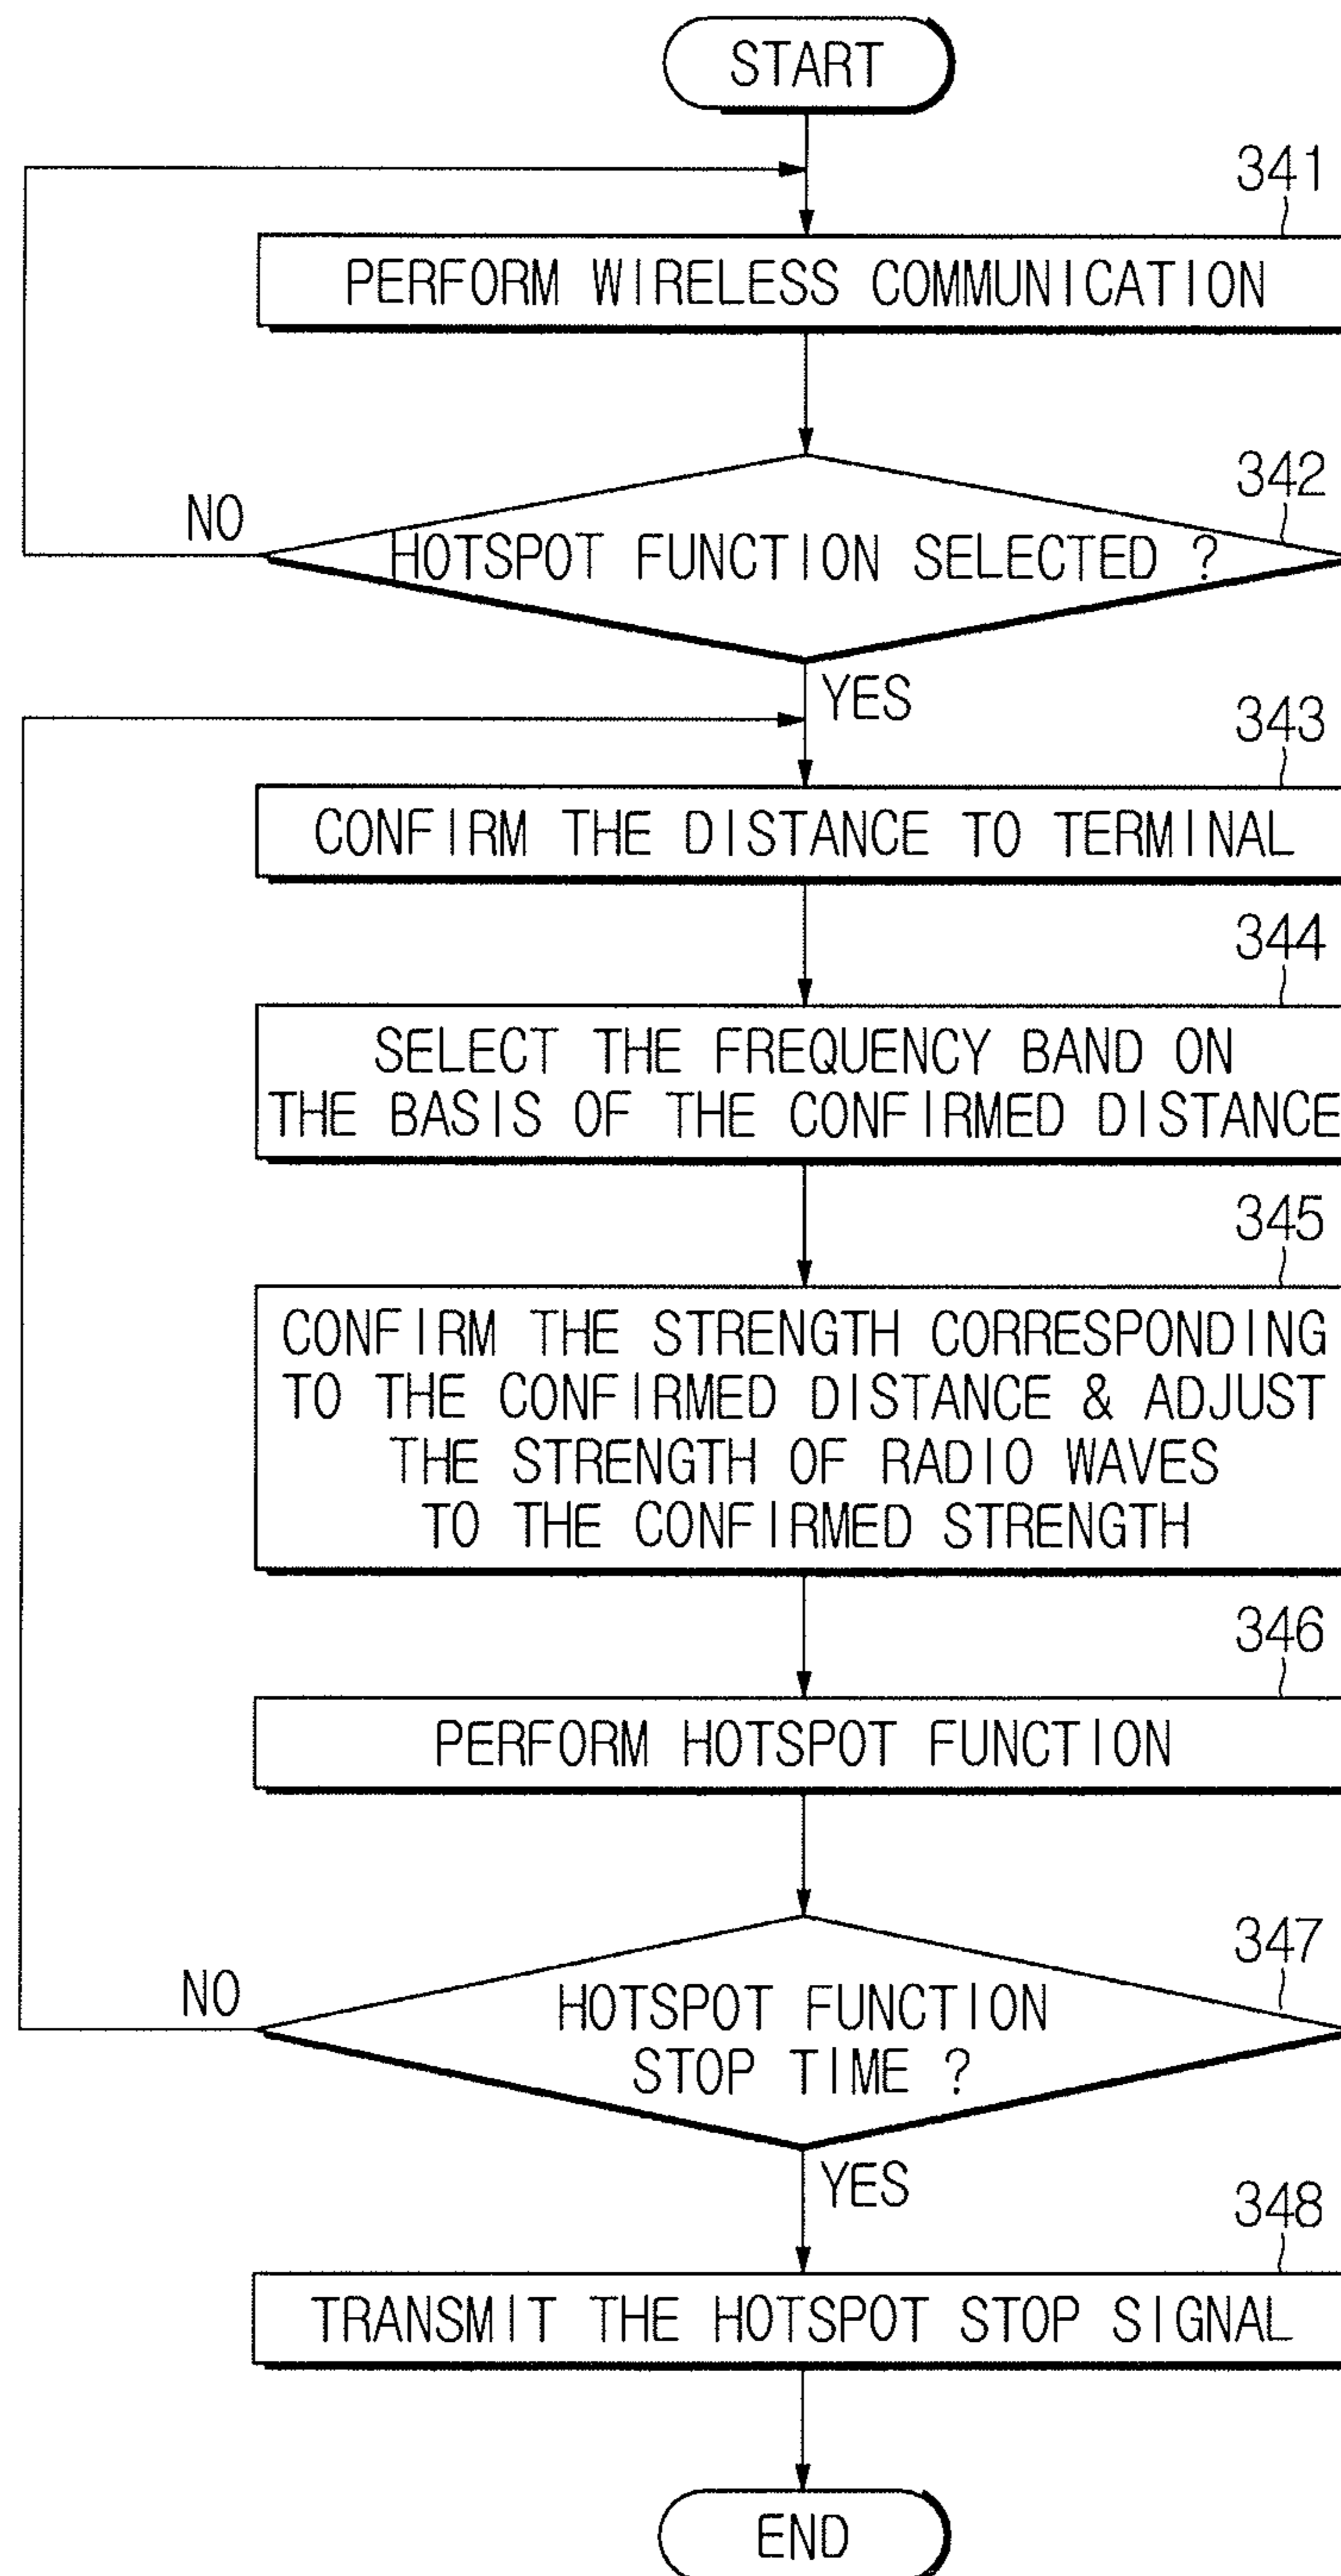 START
341
PERFORM WIRELESS COMMUNICATION
342
NO
HOTSPOT FUNCTION SELECTED ?
YES
343
CONFIRM THE DISTANCE TO TERMINAL
344
SELECT THE FREQUENCY BAND ON
THE BASIS OF THE CONFIRMED DISTANCE
345
CONFIRM THE STRENGTH CORRESPONDING
TO THE CONFIRMED DISTANCE & ADJUST
THE STRENGTH OF RADIO WAVES
TO THE CONFIRMED STRENGTH
346
PERFORM HOTSPOT FUNCTION
347
NO
HOTSPOT FUNCTION
STOP TIME ?
YES
348
TRANSMIT THE HOTSPOT STOP SIGNAL
END